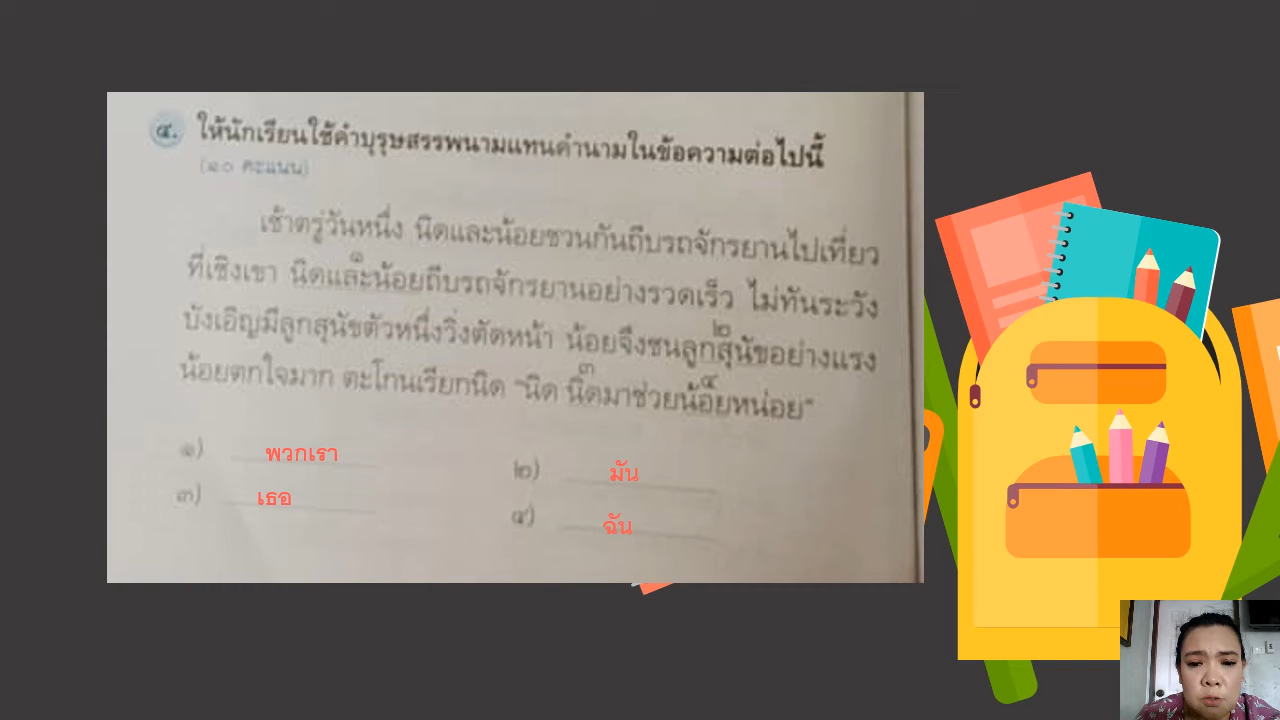 ๔. ให้นักเรียนใช้คำบุรุษสรรพนามแทนคำนามในข้อความต่อไปนี้
(๑๐ คะแนน)
เช้าตรู่วันหนึ่ง นิดและน้อยชวนกันถีบรถจักรยานไปเที่ยว
๑
ที่เชิงเขา นิดและน้อยถีบรถจักรยานอย่างรวดเร็ว ไม่ทันระวัง
๒
บังเอิญมีลูกสุนัขตัวหนึ่งวิ่งตัดหน้า น้อยจึงชนลูกสุนัขอย่างแรง
๓ ๔
น้อยตกใจมาก ตะโกนเรียกนิด "นิด นิดมาช่วยน้อยหน่อย"
๑) พวกเรา ๒) มัน
๓) เธอ ๔) ฉัน